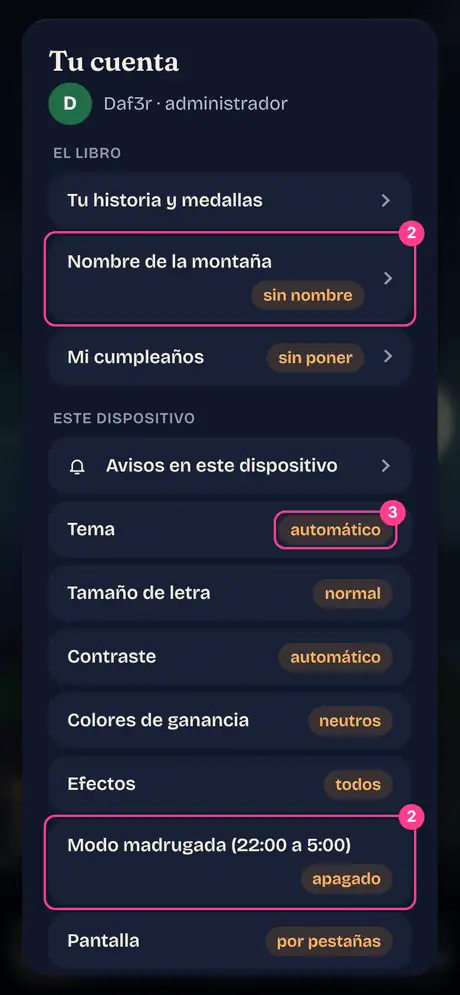 Tu cuenta
D
Daf3r · administrador
EL LIBRO
Tu historia y medallas
2
Nombre de la montaña
sin nombre
Mi cumpleaños sin poner
ESTE DISPOSITIVO
Avisos en este dispositivo
3
Tema automático
Tamaño de letra normal
Contraste automático
Colores de ganancia neutros
Efectos todos
2
Modo madrugada (22:00 a 5:00)
apagado
Pantalla por pestañas